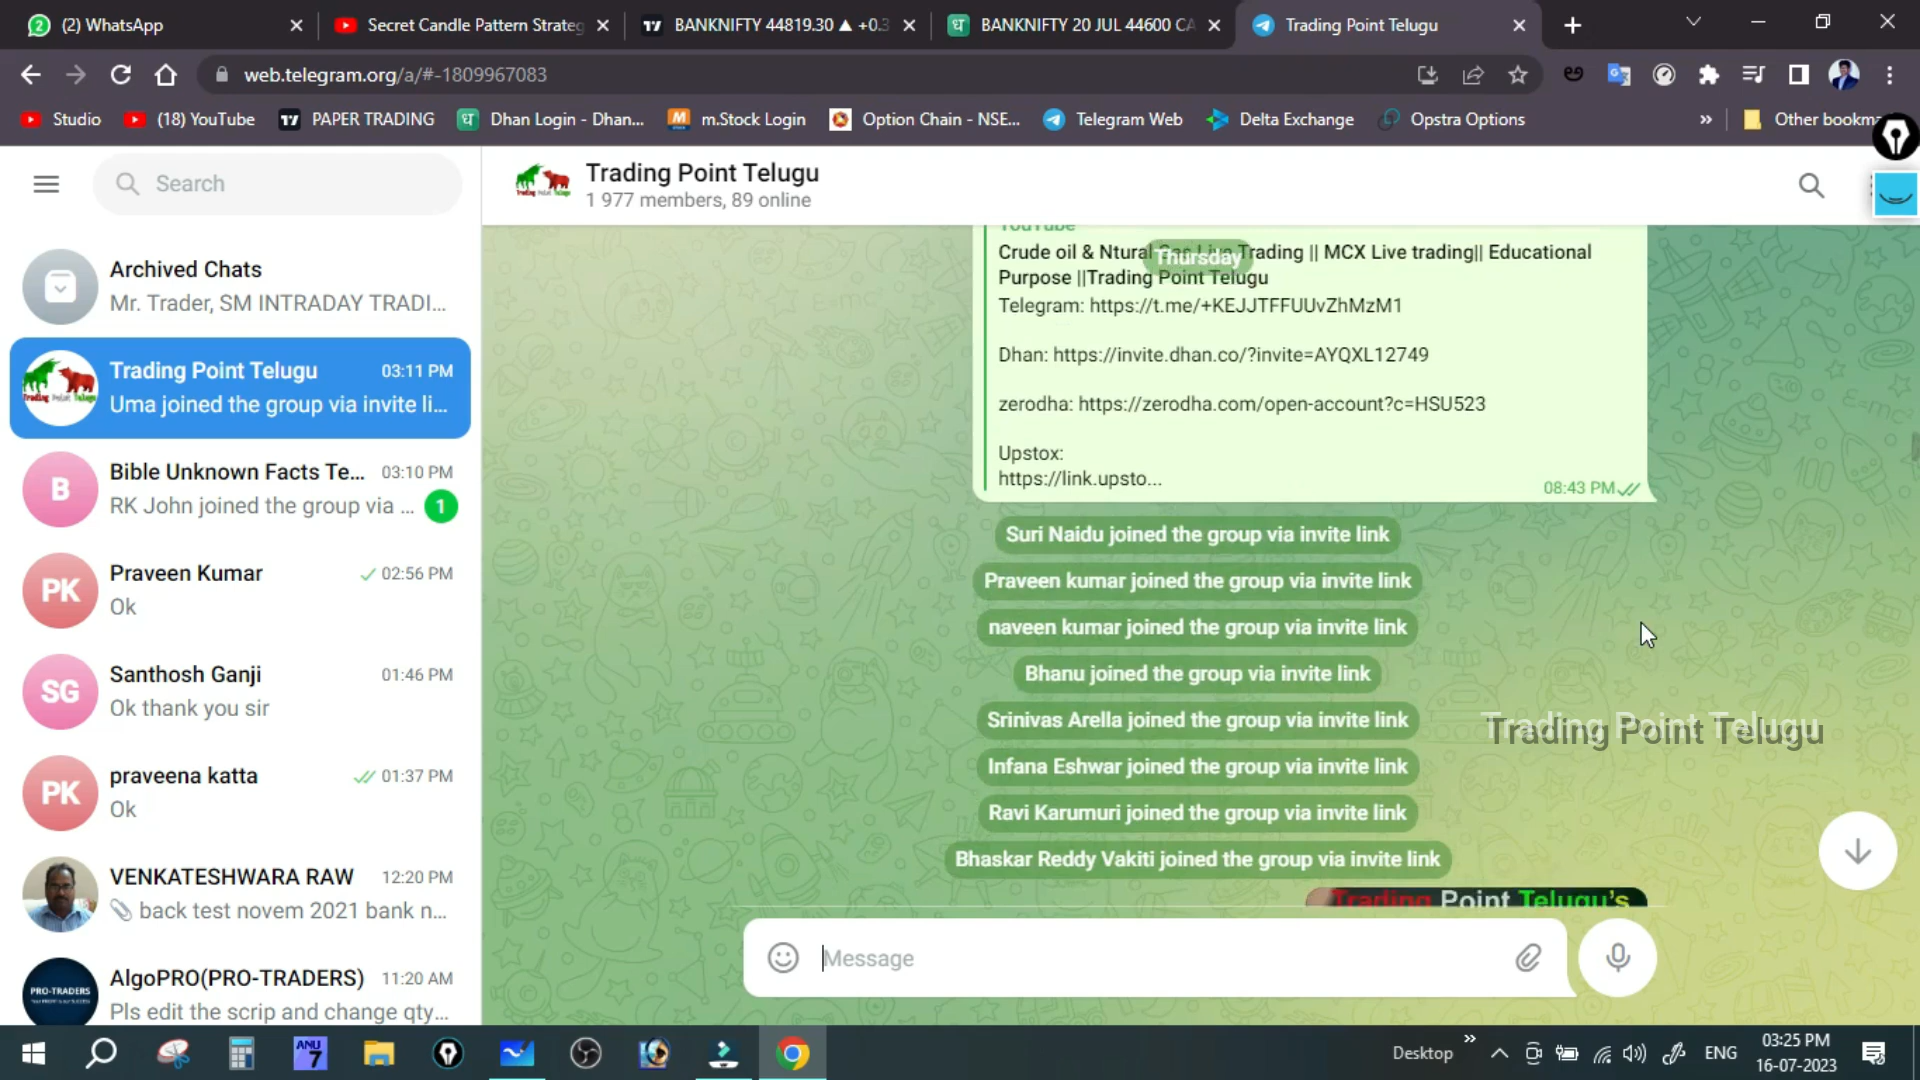 (2) WhatsApp
Secret Candle Pattern Strateg
BANKNIFTY 44819.30 ▲ +0.3
BANKNIFTY 20 JUL 44600 CA
Trading Point Telugu
web.telegram.org/a/#-1809967083
Studio
(18) YouTube
PAPER TRADING
Dhan Login - Dhan...
m.Stock Login
Option Chain - NSE...
Telegram Web
Delta Exchange
Opstra Options
»
Other bookma
Search
Trading Point Telugu
1 977 members, 89 online
Archived Chats
Mr. Trader, SM INTRADAY TRADI...
Trading Point Telugu 03:11 PM
Uma joined the group via invite li...
B
Bible Unknown Facts Te... 03:10 PM
RK John joined the group via ... 1
PK
Praveen Kumar 02:56 PM
Ok
SG
Santhosh Ganji 01:46 PM
Ok thank you sir
PK
praveena katta 01:37 PM
Ok
VENKATESHWARA RAW 12:20 PM
back test novem 2021 bank n...
PRO-TRADERS
AlgoPRO(PRO-TRADERS) 11:20 AM
Pls edit the scrip and change qty...
YouTube
Crude oil & Ntural Gas Live Trading || MCX Live trading|| Educational
Purpose ||Trading Point Telugu
Thursday
Telegram: https://t.me/+KEJJTFFUUvZhMzM1
Dhan: https://invite.dhan.co/?invite=AYQXL12749
zerodha: https://zerodha.com/open-account?c=HSU523
Upstox:
https://link.upsto...
08:43 PM
Suri Naidu joined the group via invite link
Praveen kumar joined the group via invite link
naveen kumar joined the group via invite link
Bhanu joined the group via invite link
Srinivas Arella joined the group via invite link
Infana Eshwar joined the group via invite link
Ravi Karumuri joined the group via invite link
Bhaskar Reddy Vakiti joined the group via invite link
Trading Point Telugu
Trading Point Telugu's
Message
ANU
7
Desktop
»
ENG
03:25 PM
16-07-2023